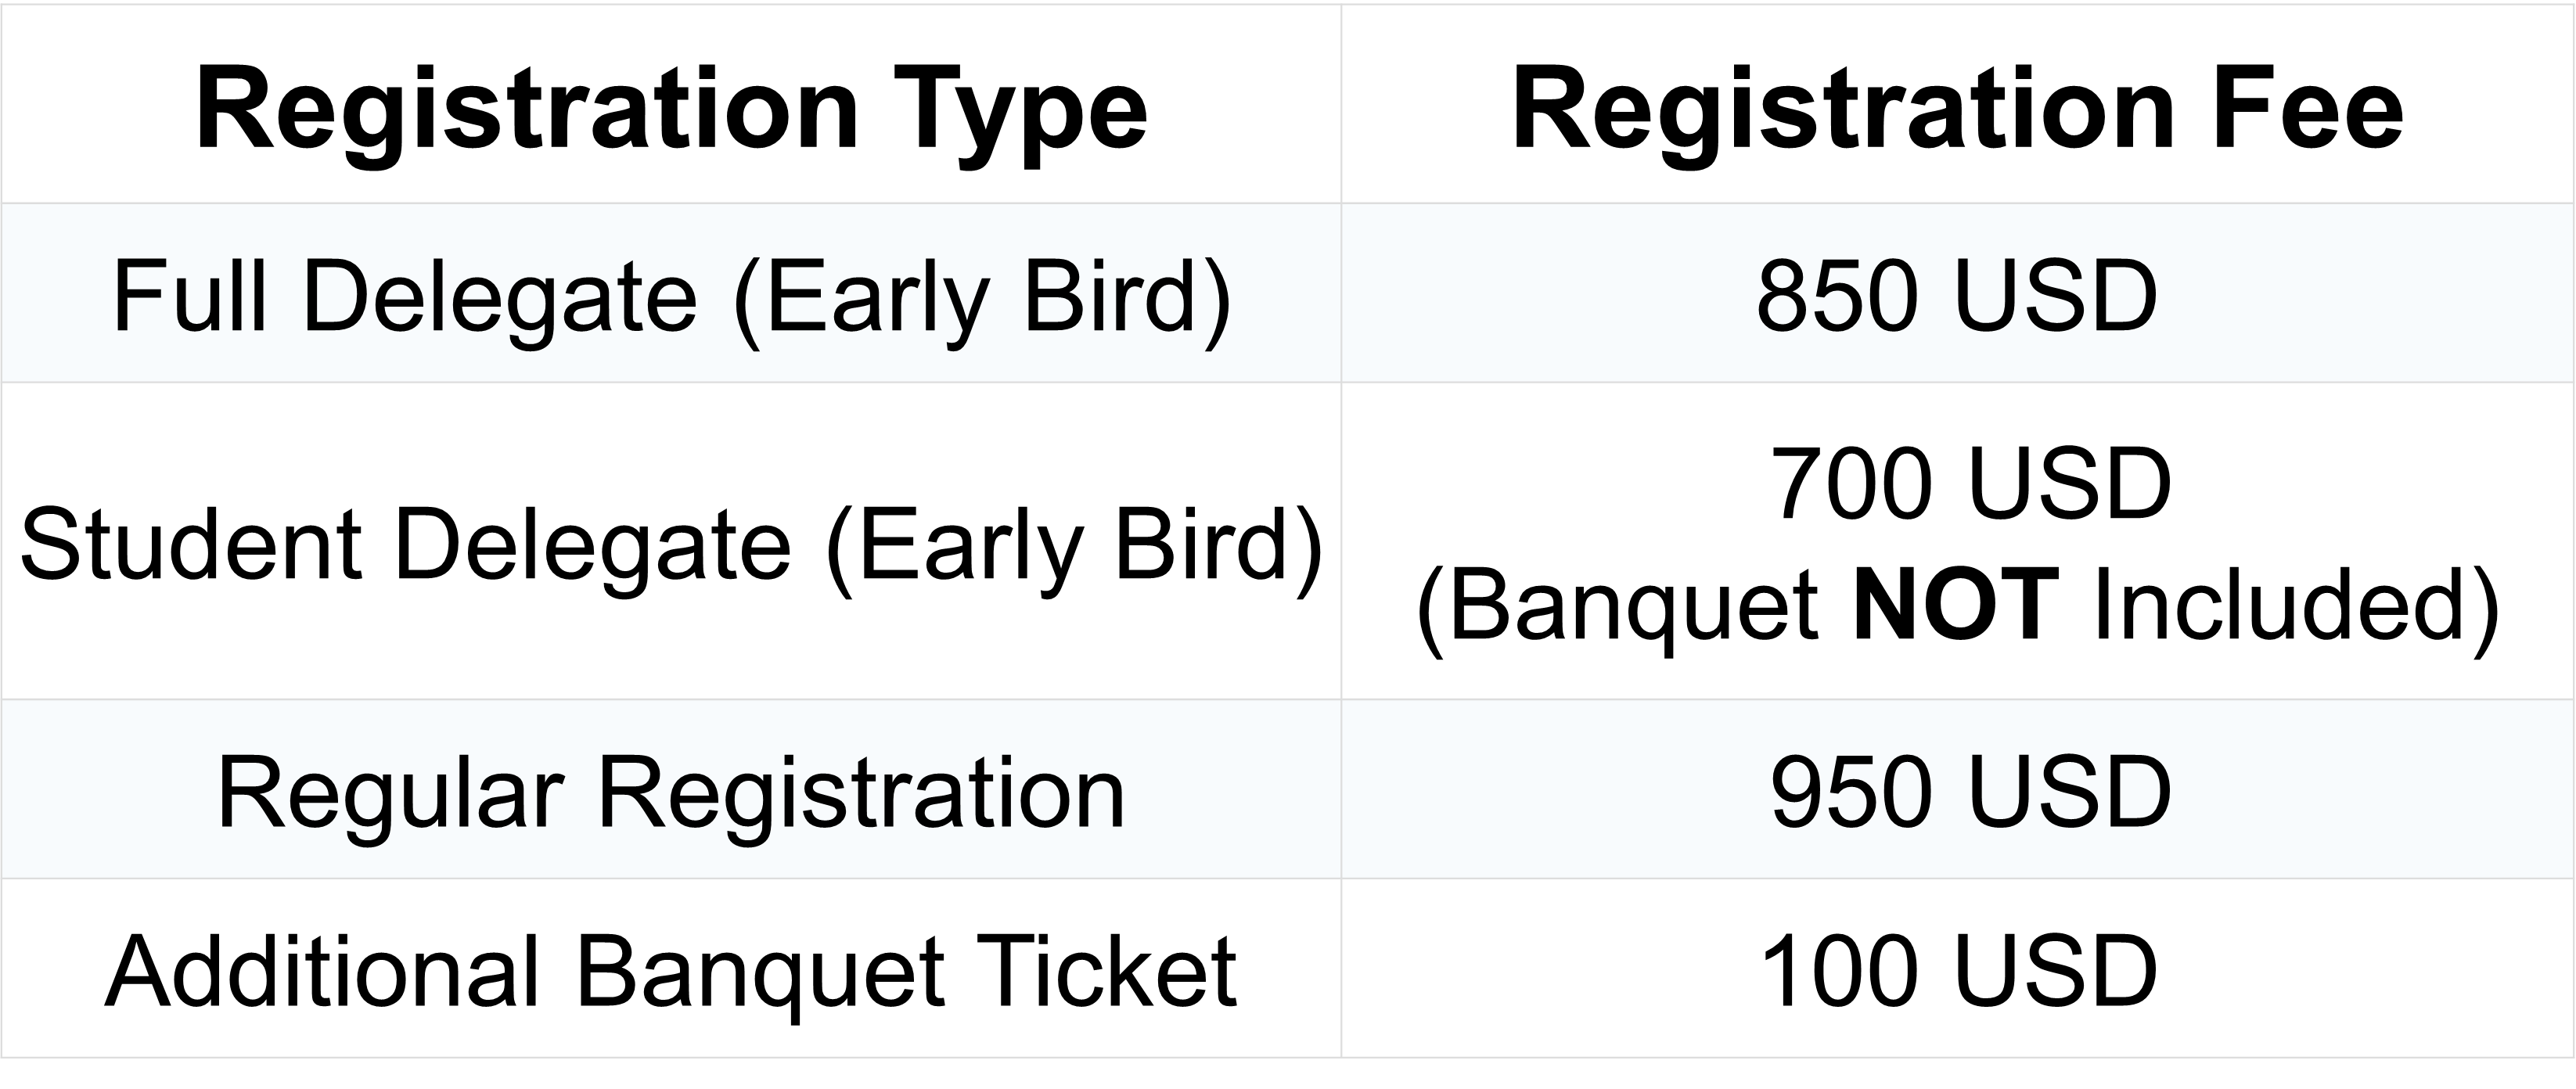 Registration Type
Registration Fee
Full Delegate (Early Bird)
850 USD
Student Delegate (Early Bird)
700 USD
(Banquet NOT Included)
Regular Registration
950 USD
Additional Banquet Ticket
100 USD